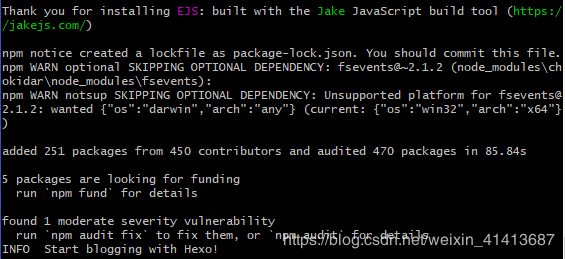 Thank you for installing EJS: built with the Jake JavaScript build tool (https:/
/jakejs.com/)
npm notice created a lockfile as package-lock.json. You should commit this file.
npm WARN optional SKIPPING OPTIONAL DEPENDENCY: fsevents@~2.1.2 (node_modules\ch
okidar\node_modules\fsevents):
npm WARN notsup SKIPPING OPTIONAL DEPENDENCY: Unsupported platform for fsevents@
2.1.2: wanted {"os":"darwin","arch":"any"} (current: {"os":"win32","arch":"x64"}
)
added 251 packages from 450 contributors and audited 470 packages in 85.84s
5 packages are looking for funding
run `npm fund` for details
found 1 moderate severity vulnerability
run `npm audit fix` to fix them, or `npm audit` for details
INFO  Start blogging with Hexo!
https://blog.csdn.net/weixin_41413687